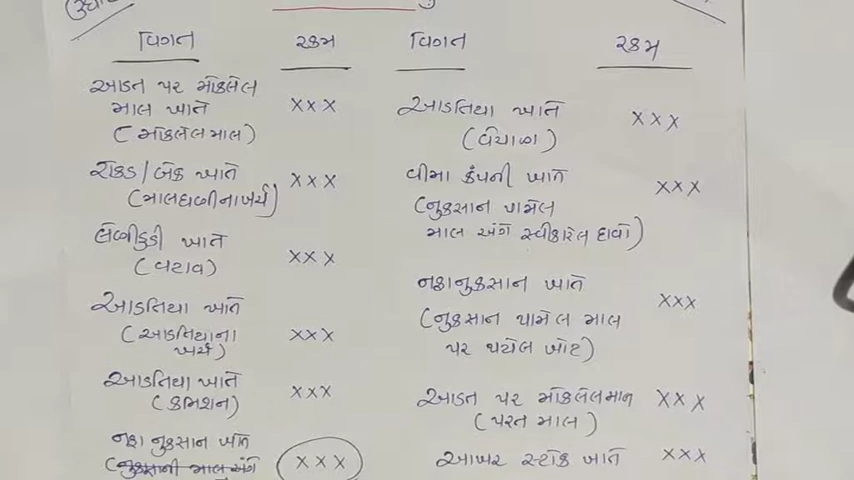 વિગત
રકમ
આડત પર મોકલેલ
માલ ખાતે
(મોકલેલ માલ)
XXX
રોકડ/બેંક ખાતે
(માલધણીના ખર્ચ)
XXX
લેણીહુંડી ખાતે
(વટાવ)
XXX
આડતિયા ખાતે
(આડતિયાના
ખર્ચ)
XXX
આડતિયા ખાતે
(કમિશન)
XXX
નફા નુકસાન ખાતે
(નુકસાની માલ અંગે
XXX
વિગત
રકમ
આડતિયા ખાતે
(વેચાણ)
XXX
વીમા કંપની ખાતે
(નુકસાન પામેલ
માલ અંગે સ્વીકારેલ દાવો)
XXX
નફાનુકસાન ખાતે
(નુકસાન પામેલ માલ
પર થયેલ ખોટ)
XXX
આડત પર મોકલેલમાલ
(પરત માલ)
XXX
આખર સ્ટોક ખાતે
XXX